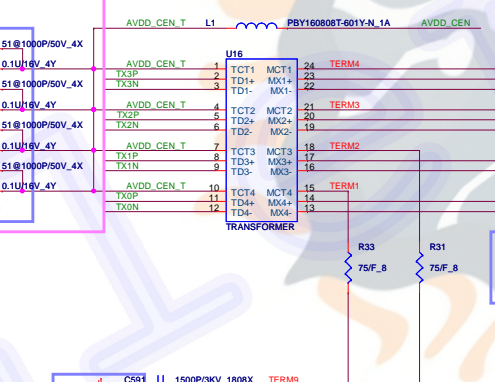 AVDD_CEN_T L1 PBY160808T-601Y-N_1A AVDD_CEN
51@1000P/50V_4X
U16
0.1U/16V_4Y AVDD_CEN_T 1 TCT1 MCT1 24 TERM4
TX3P 2 TD1+ MX1+ 23
51@1000P/50V_4X TX3N 3 TD1- MX1- 22
0.1U/16V_4Y AVDD_CEN_T 4 TCT2 MCT2 21 TERM3
TX2P 5 TD2+ MX2+ 20
51@1000P/50V_4X TX2N 6 TD2- MX2- 19
0.1U/16V_4Y AVDD_CEN_T 7 TCT3 MCT3 18 TERM2
TX1P 8 TD3+ MX3+ 17
51@1000P/50V_4X TX1N 9 TD3- MX3- 16
0.1U/16V_4Y AVDD_CEN_T 10 TCT4 MCT4 15 TERM1
TX0P 11 TD4+ MX4+ 14
TX0N 12 TD4- MX4- 13
TRANSFORMER
R33 R31
75/F_8 75/F_8
C591 1500P/3KV_1808X TERM9